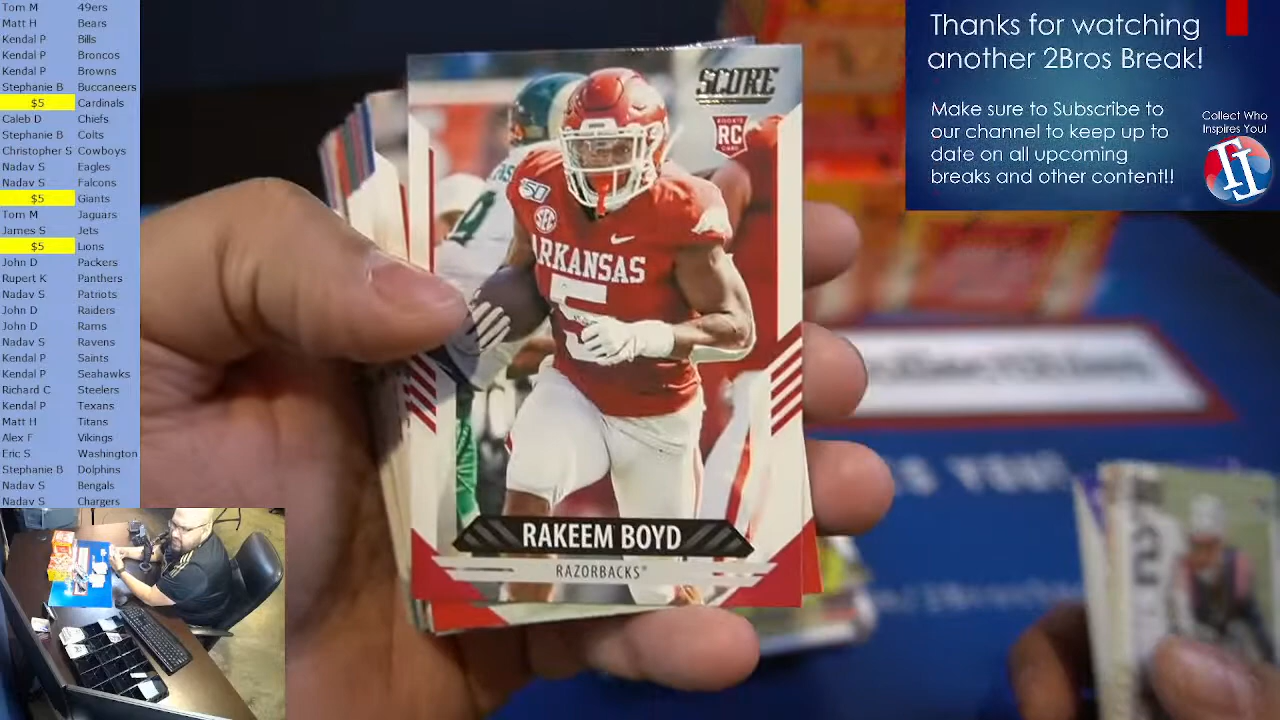 Tom M 49ers
Matt H Bears
Kendal P Bills
Kendal P Broncos
Kendal P Browns
Stephanie B Buccaneers
$5 Cardinals
Caleb D Chiefs
Stephanie B Colts
Christopher S Cowboys
Nadav S Eagles
Nadav S Falcons
$5 Giants
Tom M Jaguars
James S Jets
$5 Lions
John D Packers
Rupert K Panthers
Nadav S Patriots
John D Raiders
John D Rams
Nadav S Ravens
Kendal P Saints
Kendal P Seahawks
Richard C Steelers
Kendal P Texans
Matt H Titans
Alex F Vikings
Eric S Washington
Stephanie B Dolphins
Nadav S Bengals
Nadav S Chargers
SCORE
ROOKIE
RC
CARD
50
SEC
ARKANSAS
5
RAKEEM BOYD
RAZORBACKS
Thanks for watching
another 2Bros Break!
Make sure to Subscribe to
our channel to keep up to
date on all upcoming
breaks and other content!!
Collect Who
Inspires You!